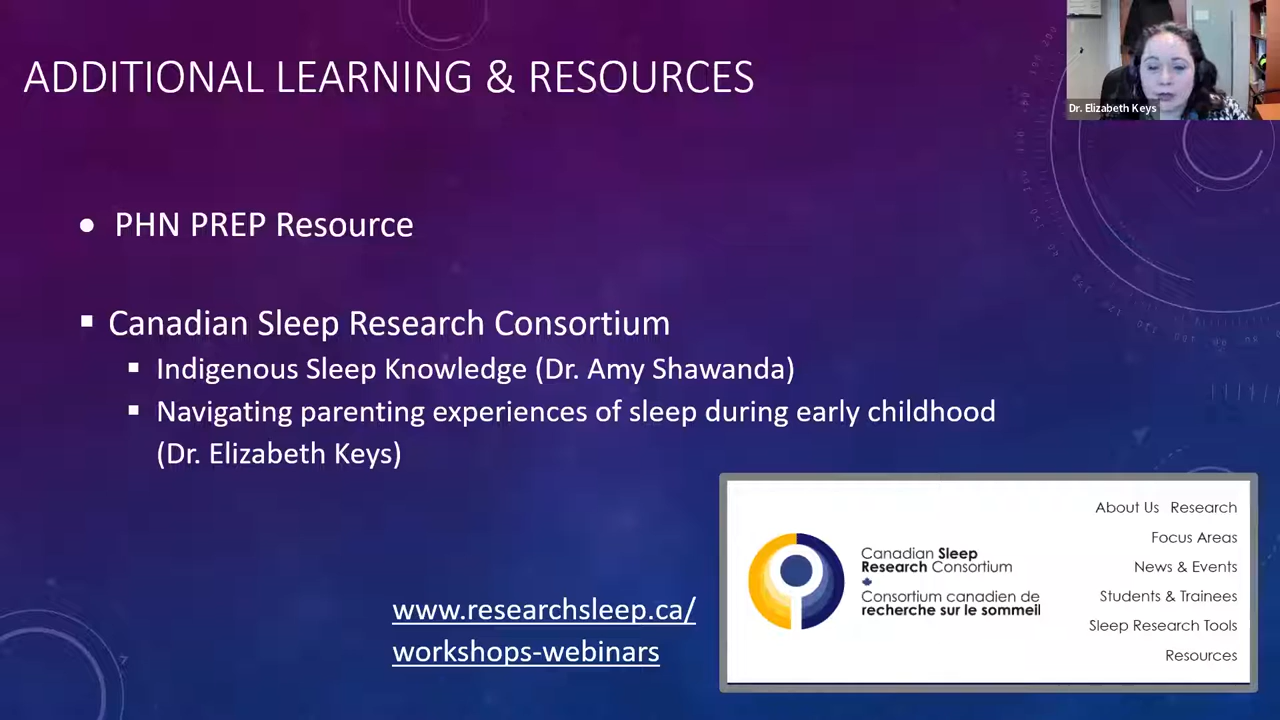 ADDITIONAL LEARNING & RESOURCES
Dr. Elizabeth Keys
PHN PREP Resource
Canadian Sleep Research Consortium
Indigenous Sleep Knowledge (Dr. Amy Shawanda)
Navigating parenting experiences of sleep during early childhood
(Dr. Elizabeth Keys)
www.researchsleep.ca/
workshops-webinars
Canadian Sleep
Research Consortium
Consortium canadien de
recherche sur le sommeil
About Us Research
Focus Areas
News & Events
Students & Trainees
Sleep Research Tools
Resources